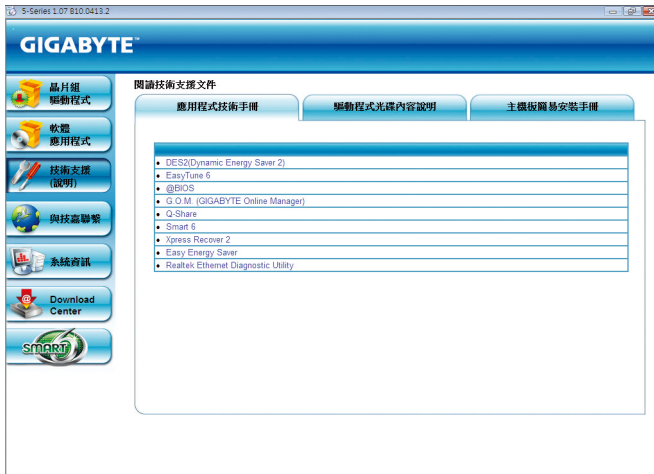 5-Series 1.07 B10.0413.2
GIGABYTE™
晶片組
驅動程式
軟體
應用程式
技術支援
(說明)
與技嘉聯繫
系統資訊
Download
Center
SMART
閱讀技術支援文件
應用程式技術手冊
驅動程式光碟內容說明
主機板簡易安裝手冊
• DES2(Dynamic Energy Saver 2)
• EasyTune 6
• @BIOS
• G.O.M. (GIGABYTE Online Manager)
• Q-Share
• Smart 6
• Xpress Recover 2
• Easy Energy Saver
• Realtek Ethernet Diagnostic Utility